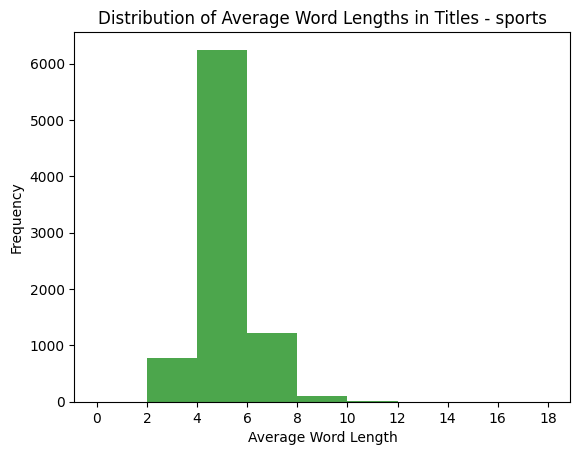 Distribution of Average Word Lengths in Titles - sports
Frequency
6000
5000
4000
3000
2000
1000
0
0 2 4 6 8 10 12 14 16 18
Average Word Length